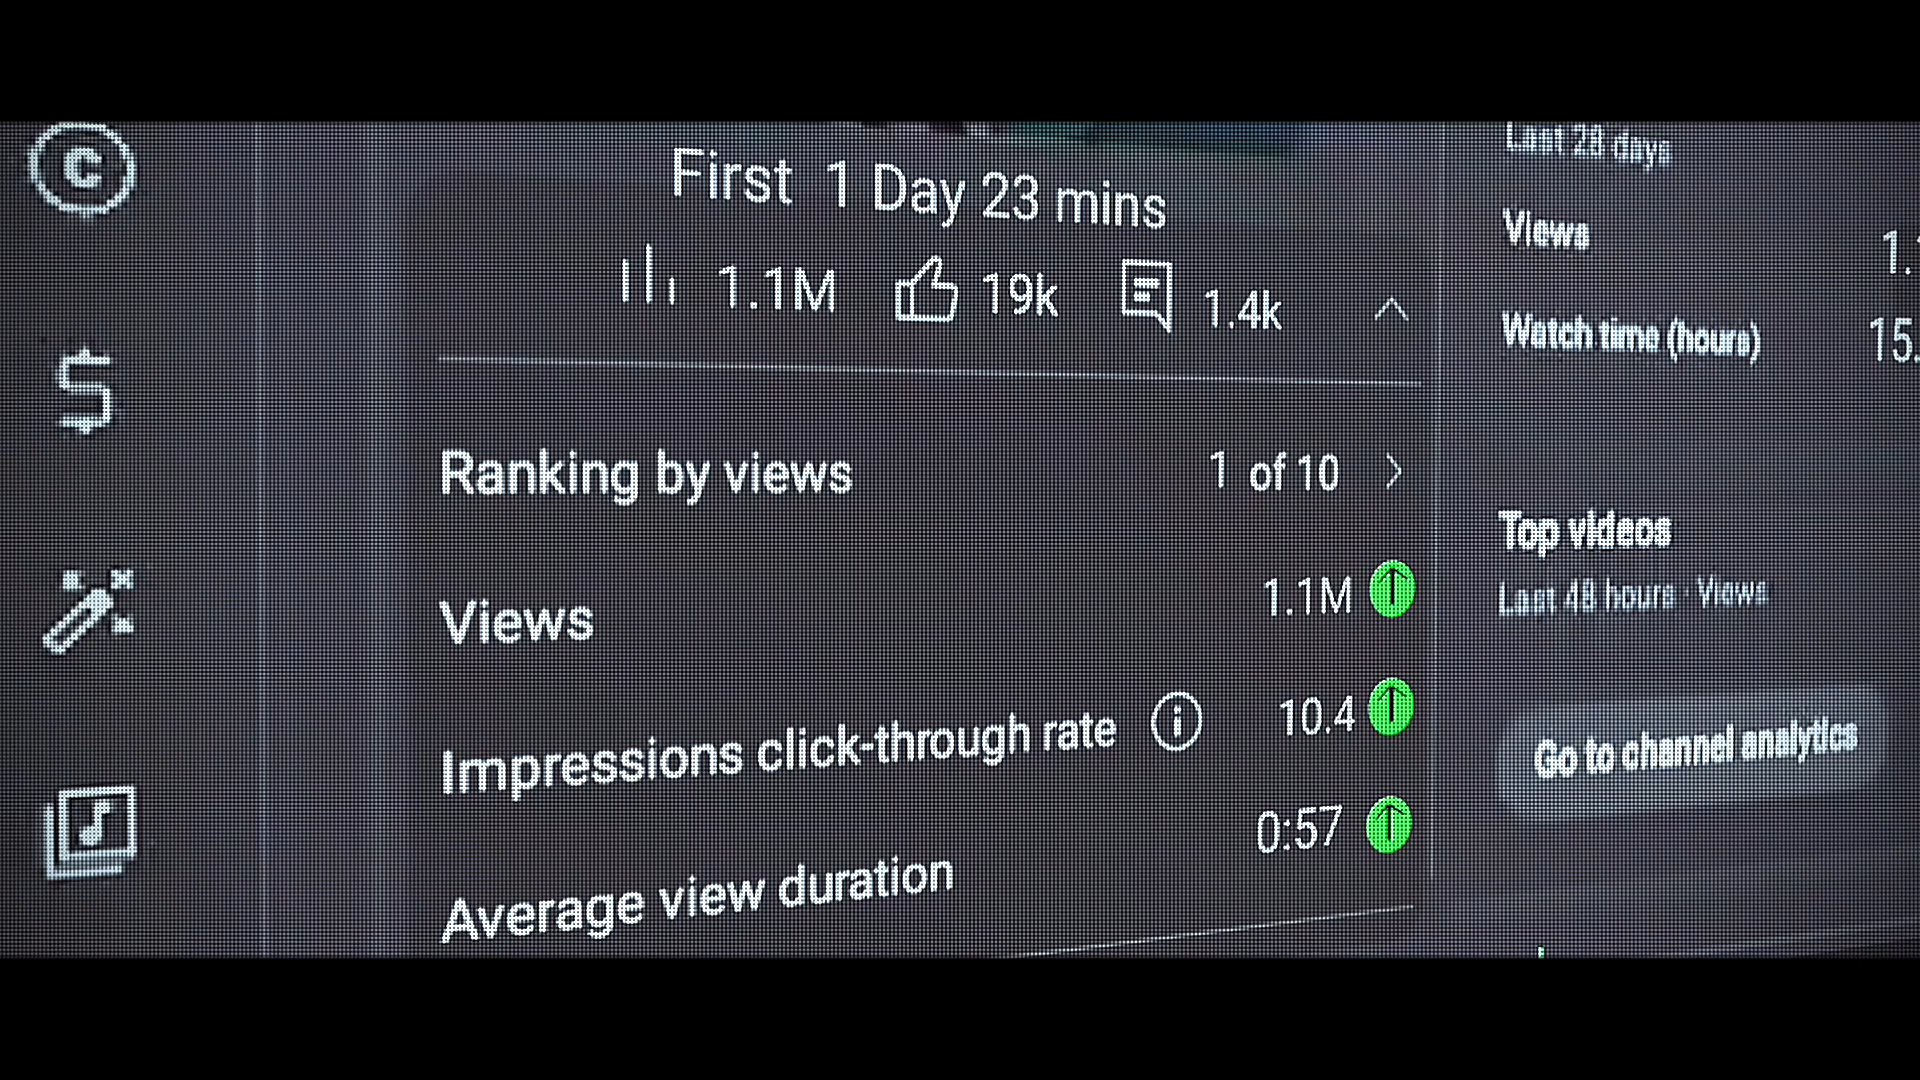 First 1 Day 23 mins
1.1M 19k 1.4k
Ranking by views 1 of 10
Views 1.1M
Impressions click-through rate 10.4
Average view duration 0:57
Last 28 days
Views 1.
Watch time (hours) 15.
Top videos
Last 48 hours · Views
Go to channel analytics